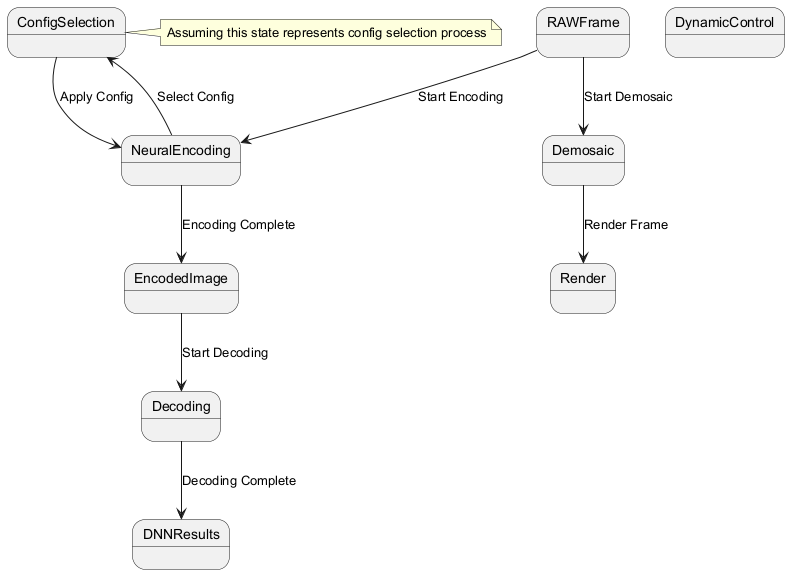 ConfigSelection
Assuming this state represents config selection process
RAWFrame
DynamicControl
Apply Config
Select Config
Start Encoding
Start Demosaic
NeuralEncoding
Demosaic
Encoding Complete
Render Frame
EncodedImage
Render
Start Decoding
Decoding
Decoding Complete
DNNResults